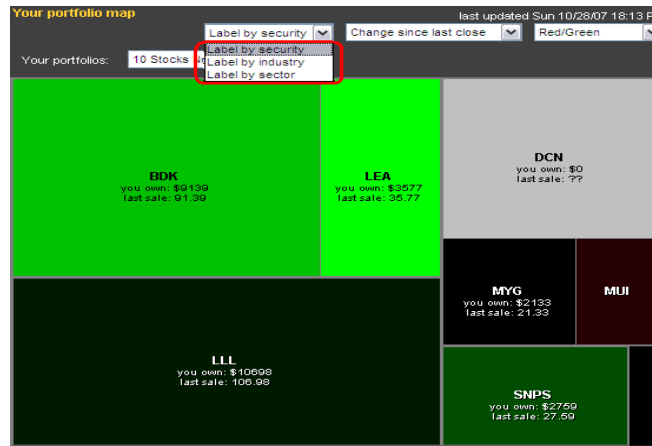 Your portfolio map
last updated Sun 10/28/07 18:13 P
Label by security
Change since last close
Red/Green
Label by security
Label by industry
Label by sector
Your portfolios:
10 Stocks
BDK
you own: $9139
last sale: 91.39
LEA
you own: $3577
last sale: 35.77
DCN
you own: $0
last sale: ??
MYG
you own: $2133
last sale: 21.33
MUI
LLL
you own: $10698
last sale: 106.98
SNPS
you own: $2759
last sale: 27.59